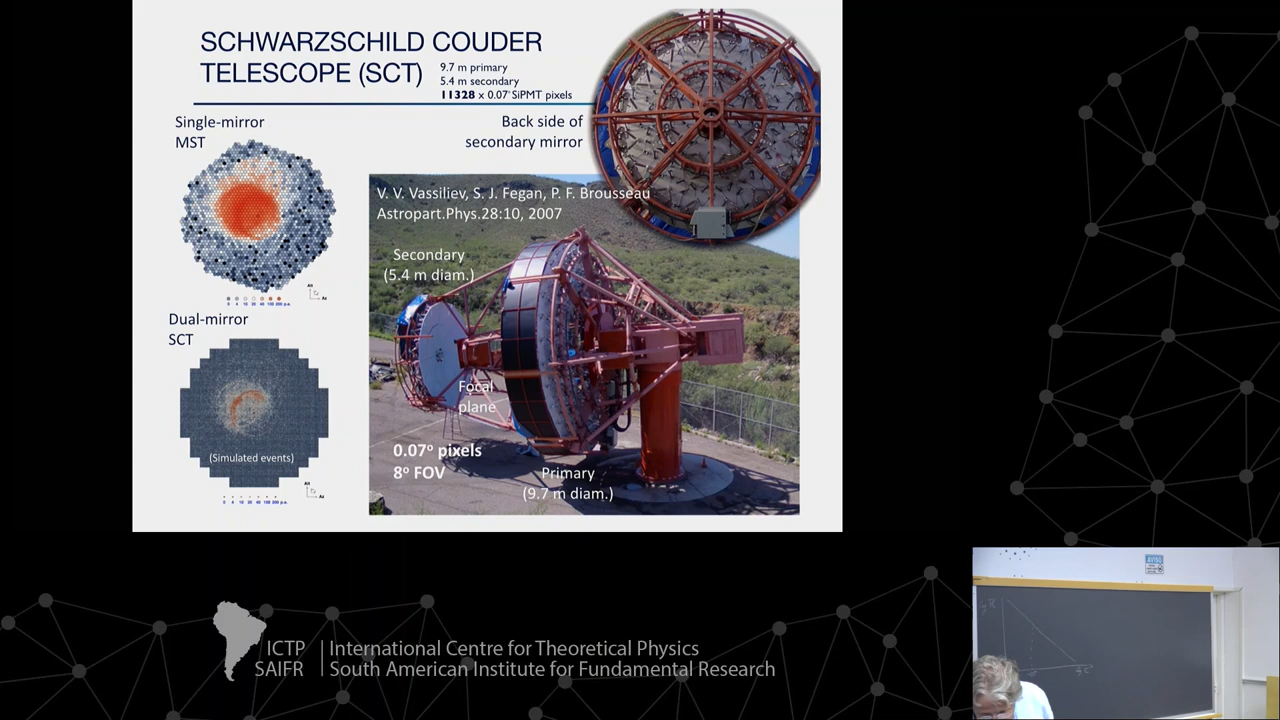 SCHWARZSCHILD COUDER
TELESCOPE (SCT)
9.7 m primary
5.4 m secondary
11328 x 0.07° SiPMT pixels
Single-mirror
MST
Back side of
secondary mirror
V. V. Vassiliev, S. J. Fegan, P. F. Brousseau
Astropart.Phys.28:10, 2007
Secondary
(5.4 m diam.)
Dual-mirror
SCT
Focal
plane
(Simulated events)
0.07º pixels
8º FOV
Primary
(9.7 m diam.)
ICTP
SAIFR
International Centre for Theoretical Physics
South American Institute for Fundamental Research